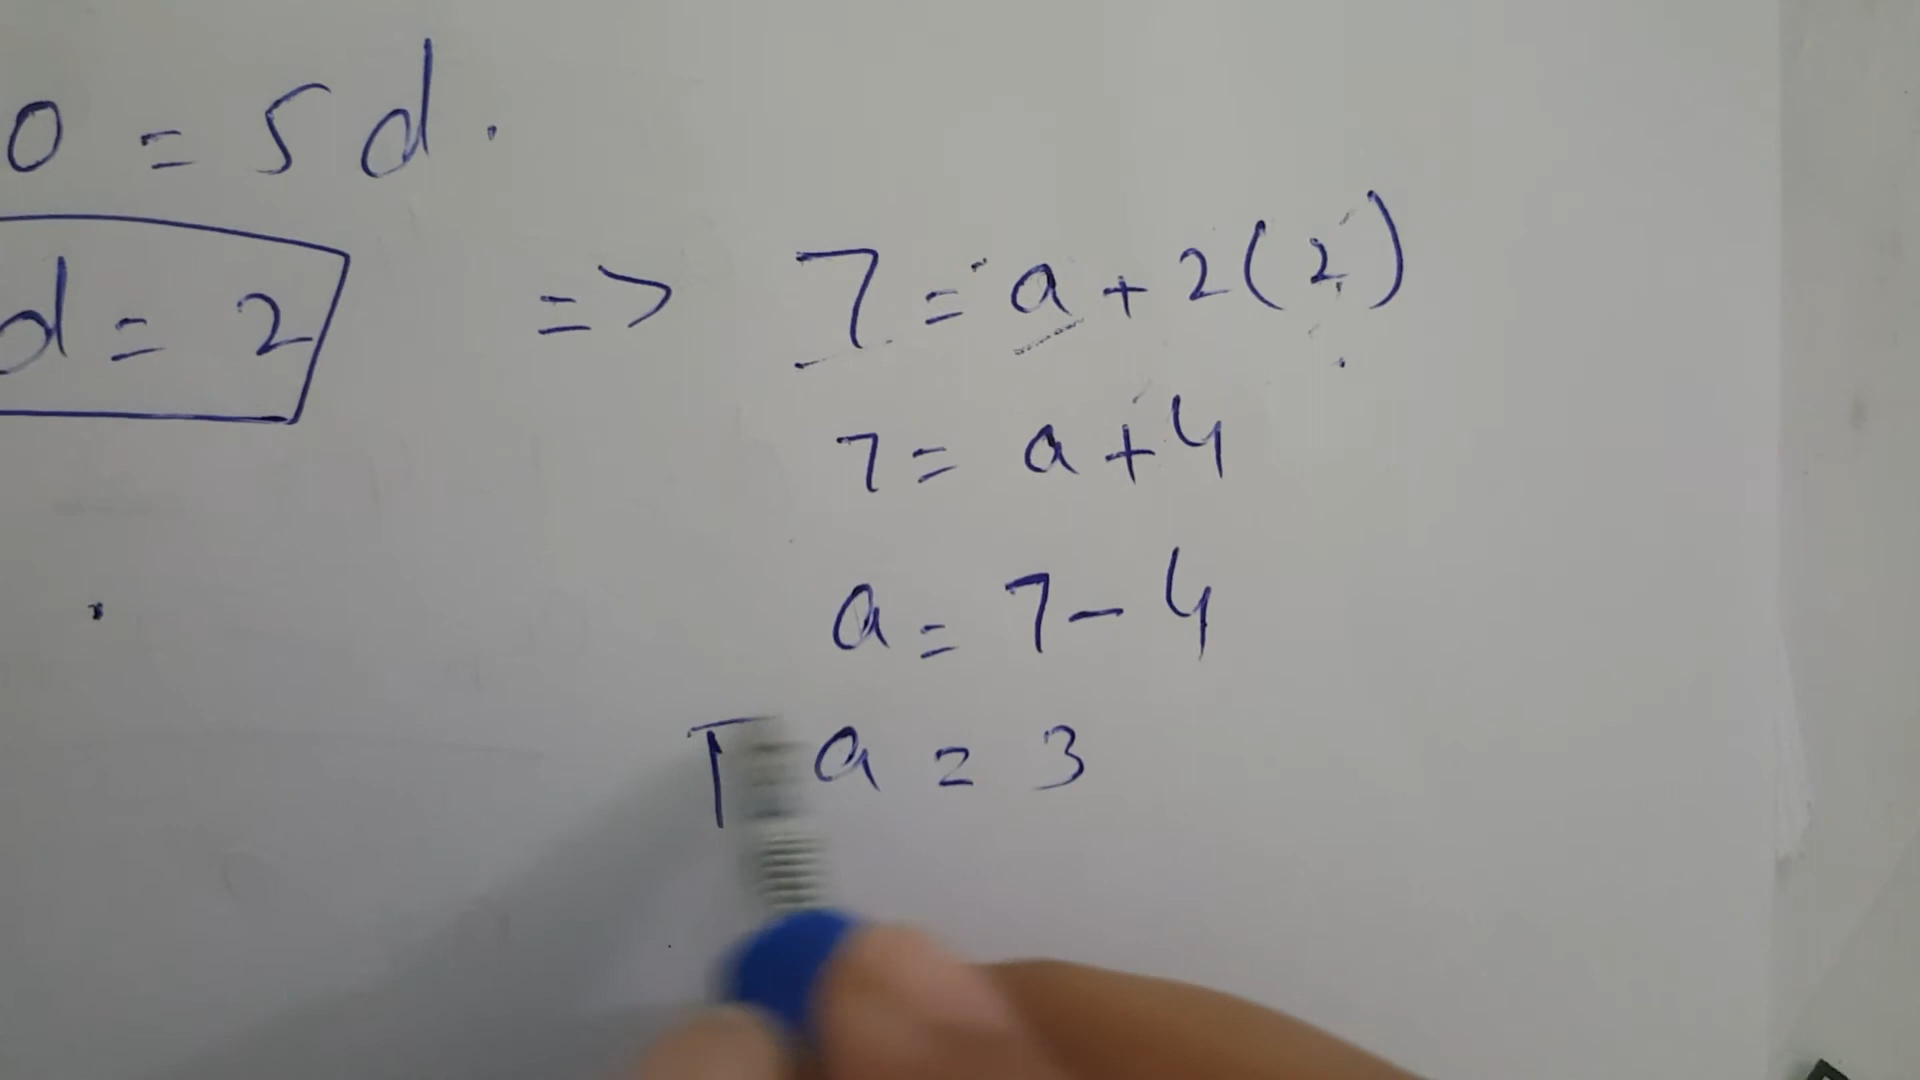 0 = 5d.
d = 2
=> 7 = a + 2(2)
7 = a + 4
a = 7 - 4
a = 3